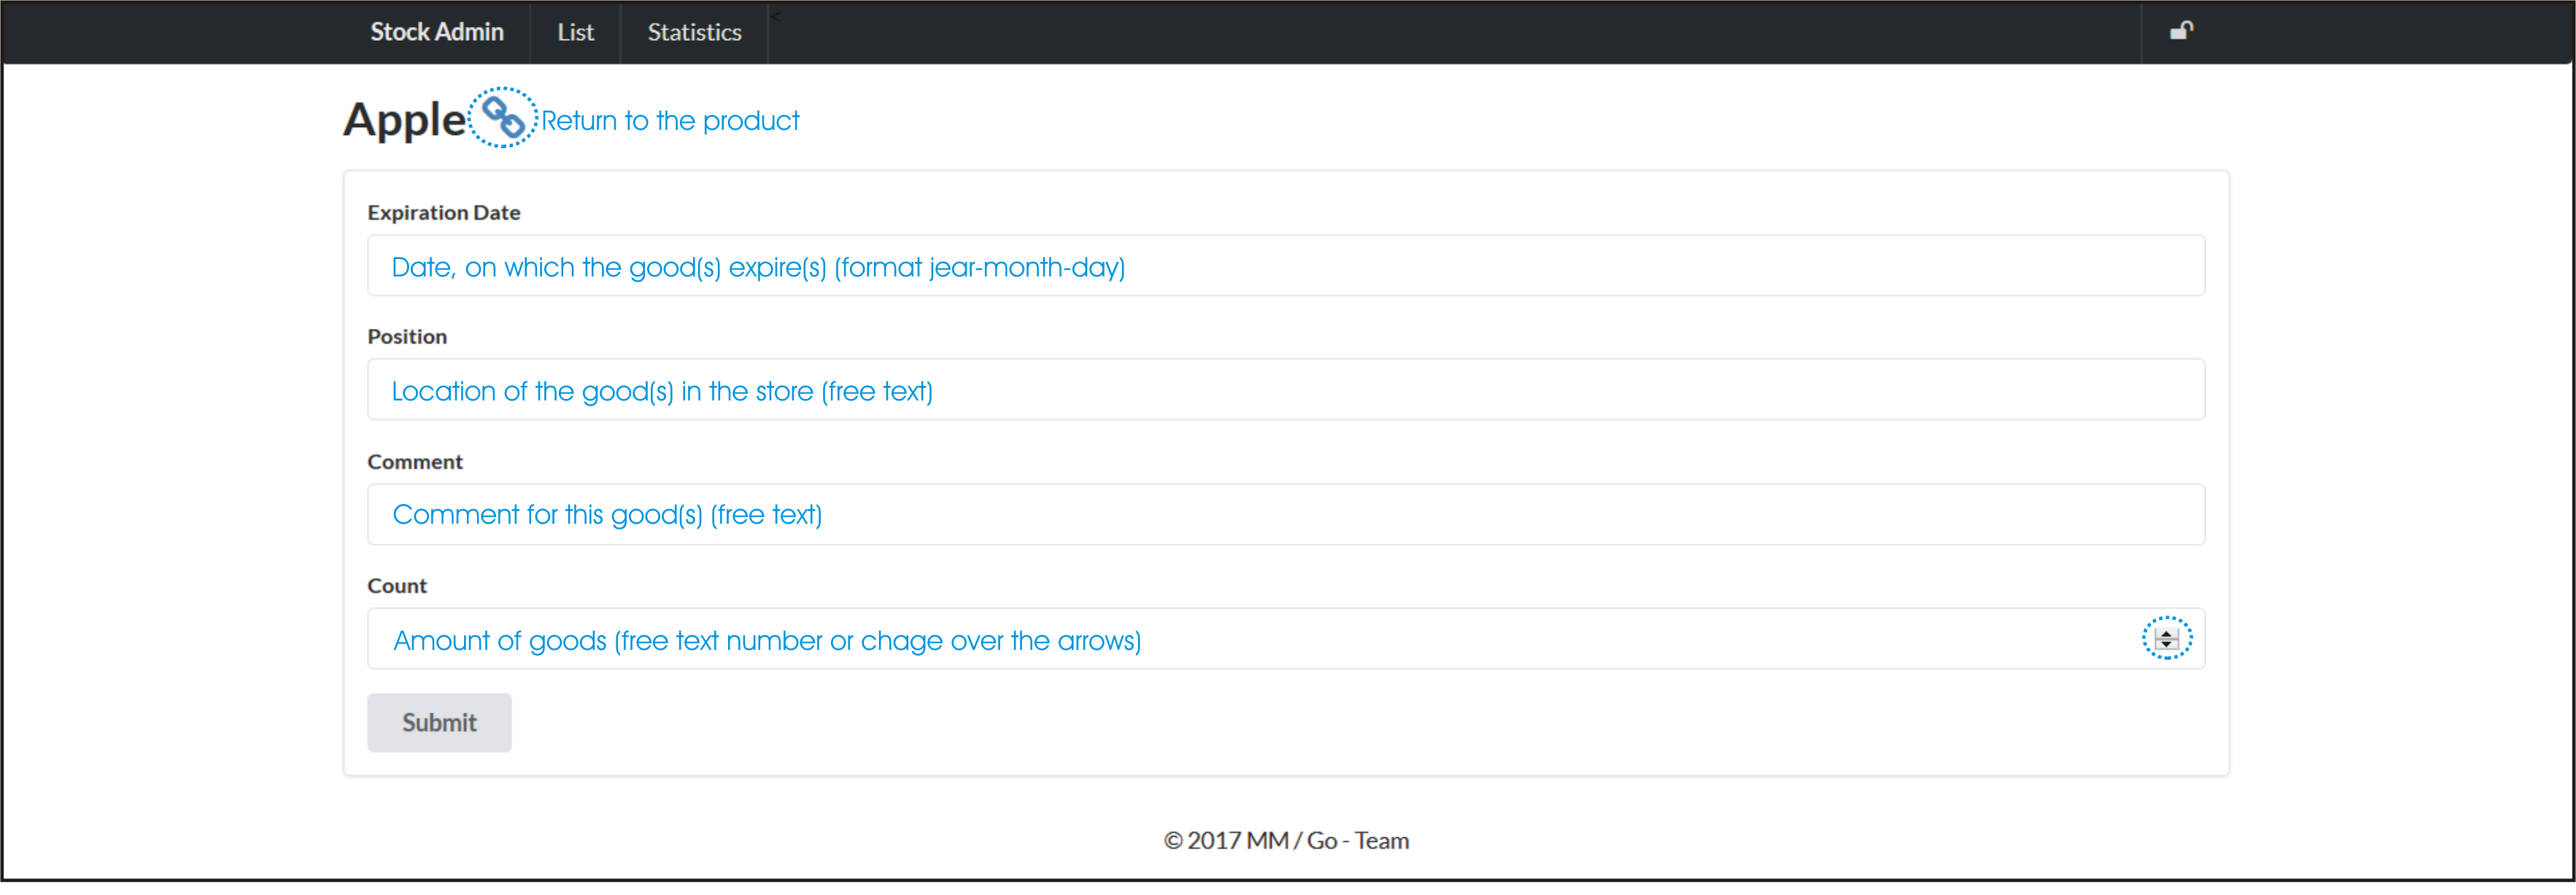 Stock Admin List Statistics <
Apple Return to the product
Expiration Date
Date, on which the good(s) expire(s) (format jear-month-day)
Position
Location of the good(s) in the store (free text)
Comment
Comment for this good(s) (free text)
Count
Amount of goods (free text number or chage over the arrows)
Submit
© 2017 MM / Go - Team